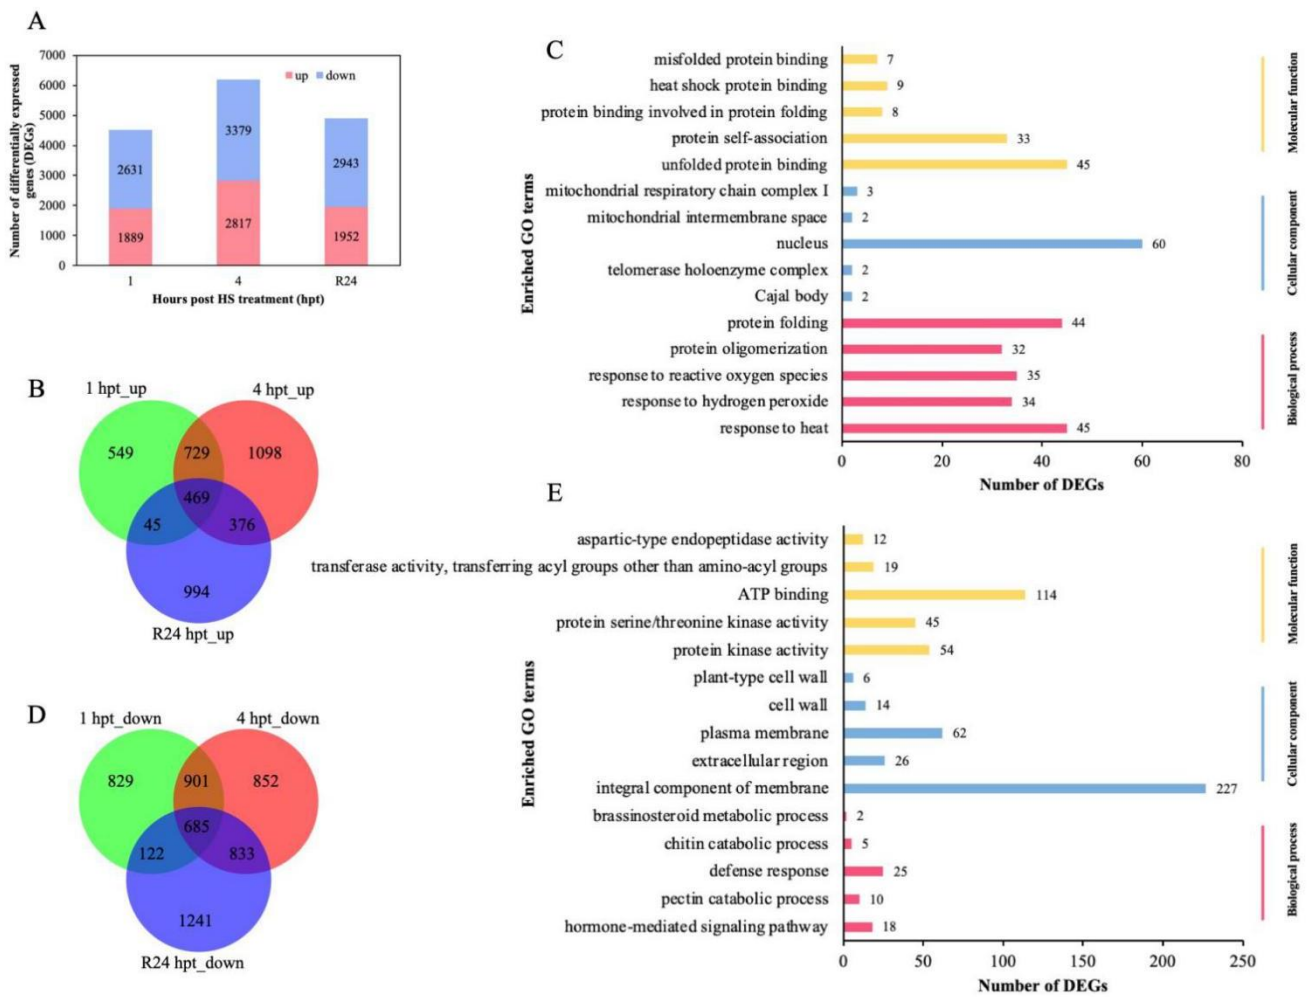 A
Number of differentially expressed
genes (DEGs)
7000
6000
5000
4000
3000
2000
1000
0
up
down
2631
1889
3379
2817
2943
1952
1
4
R24
Hours post HS treatment (hpt)
B
1 hpt_up
4 hpt_up
549
729
1098
469
45
376
994
R24 hpt_up
D
1 hpt_down
4 hpt_down
829
901
852
685
122
833
1241
R24 hpt_down
C
Enriched GO terms
misfolded protein binding
7
heat shock protein binding
9
protein binding involved in protein folding
8
protein self-association
33
unfolded protein binding
45
mitochondrial respiratory chain complex I
3
mitochondrial intermembrane space
2
nucleus
60
telomerase holoenzyme complex
2
Cajal body
2
protein folding
44
protein oligomerization
32
response to reactive oxygen species
35
response to hydrogen peroxide
34
response to heat
45
0
20
40
60
80
Number of DEGs
Molecular function
Cellular component
Biological process
E
Enriched GO terms
aspartic-type endopeptidase activity
12
transferase activity, transferring acyl groups other than amino-acyl groups
19
ATP binding
114
protein serine/threonine kinase activity
45
protein kinase activity
54
plant-type cell wall
6
cell wall
14
plasma membrane
62
extracellular region
26
integral component of membrane
227
brassinosteroid metabolic process
2
chitin catabolic process
5
defense response
25
pectin catabolic process
10
hormone-mediated signaling pathway
18
0
50
100
150
200
250
Number of DEGs
Molecular function
Cellular component
Biological process